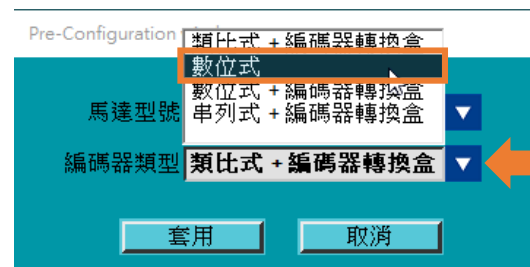 Pre-Configuration
類比式 + 編碼器轉換盒
數位式
數位式 + 編碼器轉換盒
馬達型號
串列式 + 編碼器轉換盒
編碼器類型
類比式 + 編碼器轉換盒
套用
取消